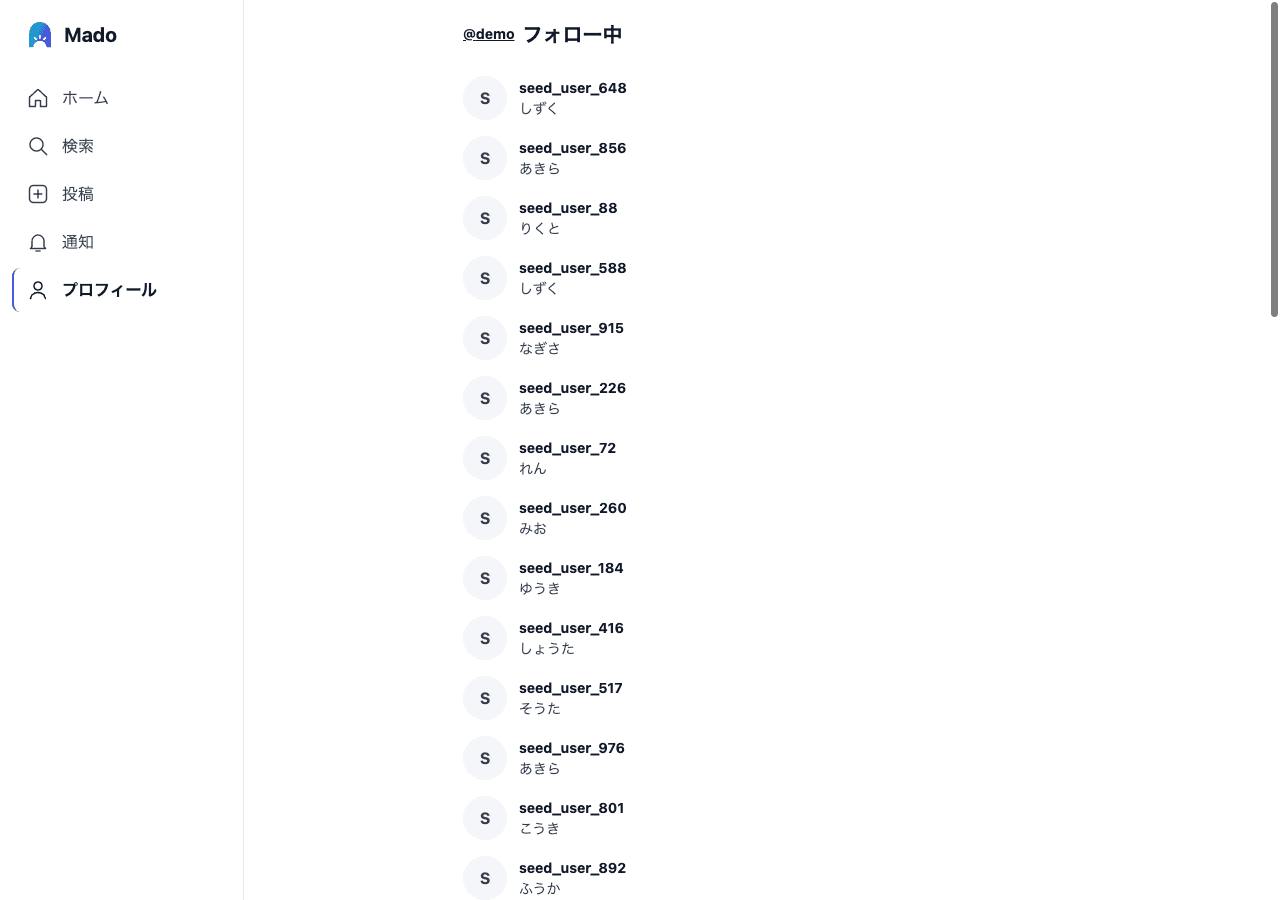 Mado
ホーム
検索
投稿
通知
プロフィール
@demo フォロー中
S
seed_user_648
しずく
S
seed_user_856
あきら
S
seed_user_88
りくと
S
seed_user_588
しずく
S
seed_user_915
なぎさ
S
seed_user_226
あきら
S
seed_user_72
れん
S
seed_user_260
みお
S
seed_user_184
ゆうき
S
seed_user_416
しょうた
S
seed_user_517
そうた
S
seed_user_976
あきら
S
seed_user_801
こうき
S
seed_user_892
ふうか